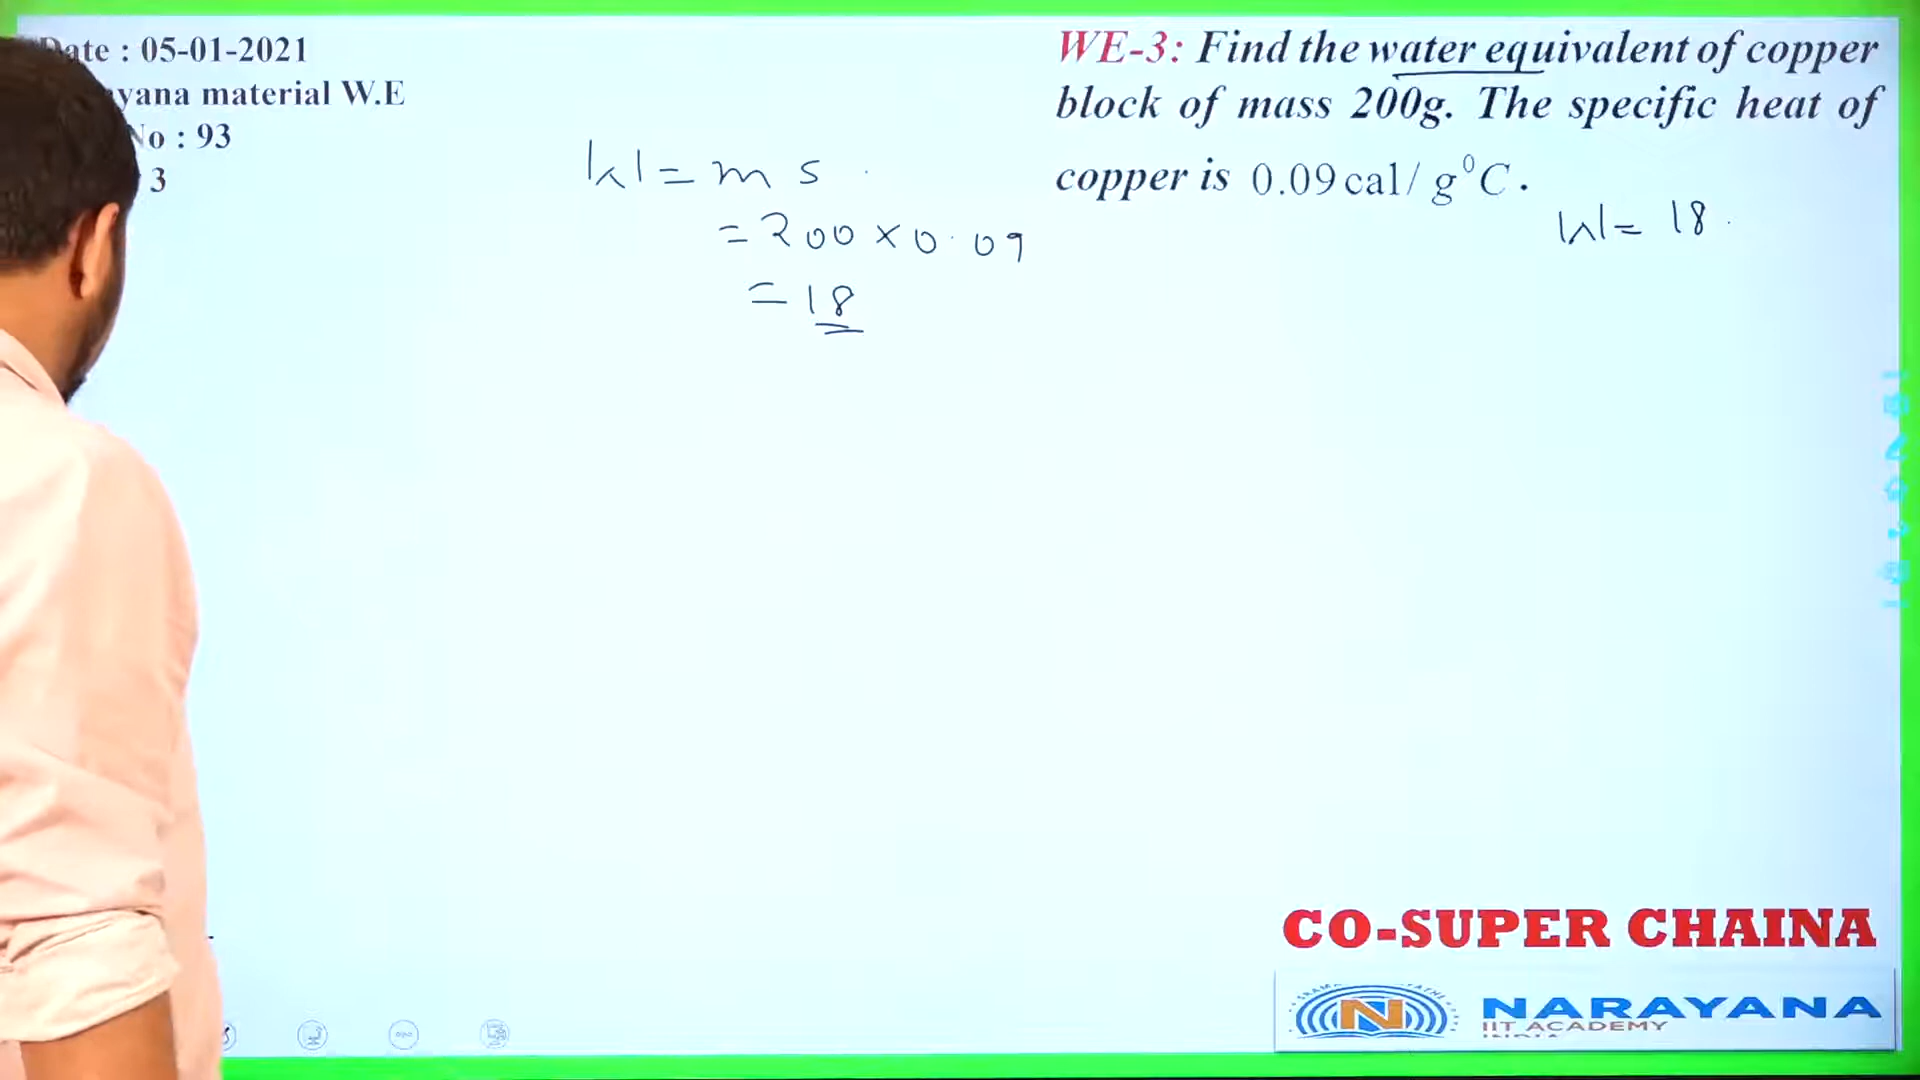 Date : 05-01-2021
yana material W.E
No : 93
3
W = m s
= 200 × 0.09
= 18
WE-3: Find the water equivalent of copper
block of mass 200g. The specific heat of
copper is 0.09 cal/ g⁰C.
W = 18.
CO-SUPER CHAINA
N
NARAYANA
IIT ACADEMY